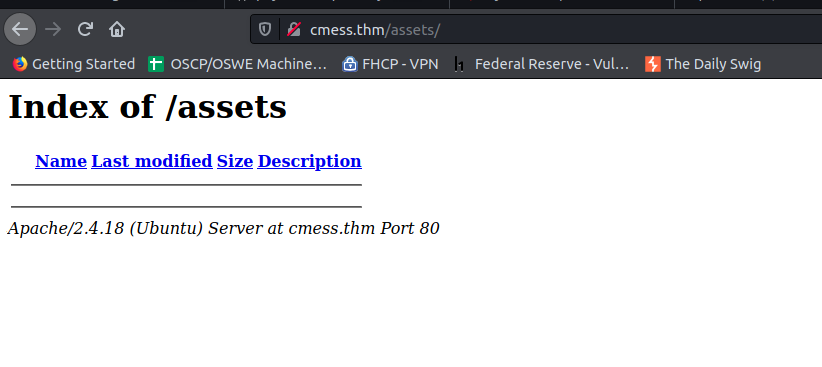 cmess.thm/assets/
Getting Started OSCP/OSWE Machine... FHCP - VPN Federal Reserve - Vul... The Daily Swig
Index of /assets
Name Last modified Size Description
Apache/2.4.18 (Ubuntu) Server at cmess.thm Port 80